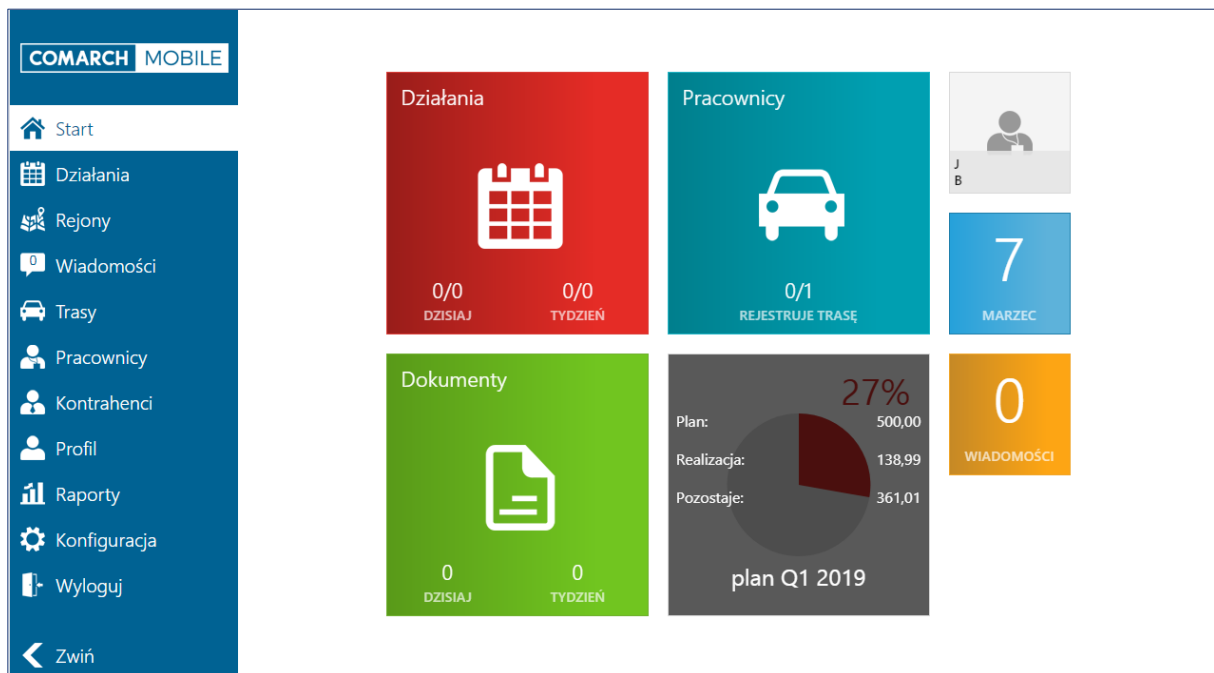 COMARCH MOBILE
Start
Działania
Rejony
0
Wiadomości
Trasy
Pracownicy
Kontrahenci
Profil
Raporty
Konfiguracja
Wyloguj
Zwiń
Działania
0/0 0/0
DZISIAJ TYDZIEŃ
Pracownicy
0/1
REJESTRUJE TRASĘ
J
B
7
MARZEC
Dokumenty
0 0
DZISIAJ TYDZIEŃ
27%
Plan: 500,00
Realizacja: 138,99
Pozostaje: 361,01
plan Q1 2019
0
WIADOMOŚCI